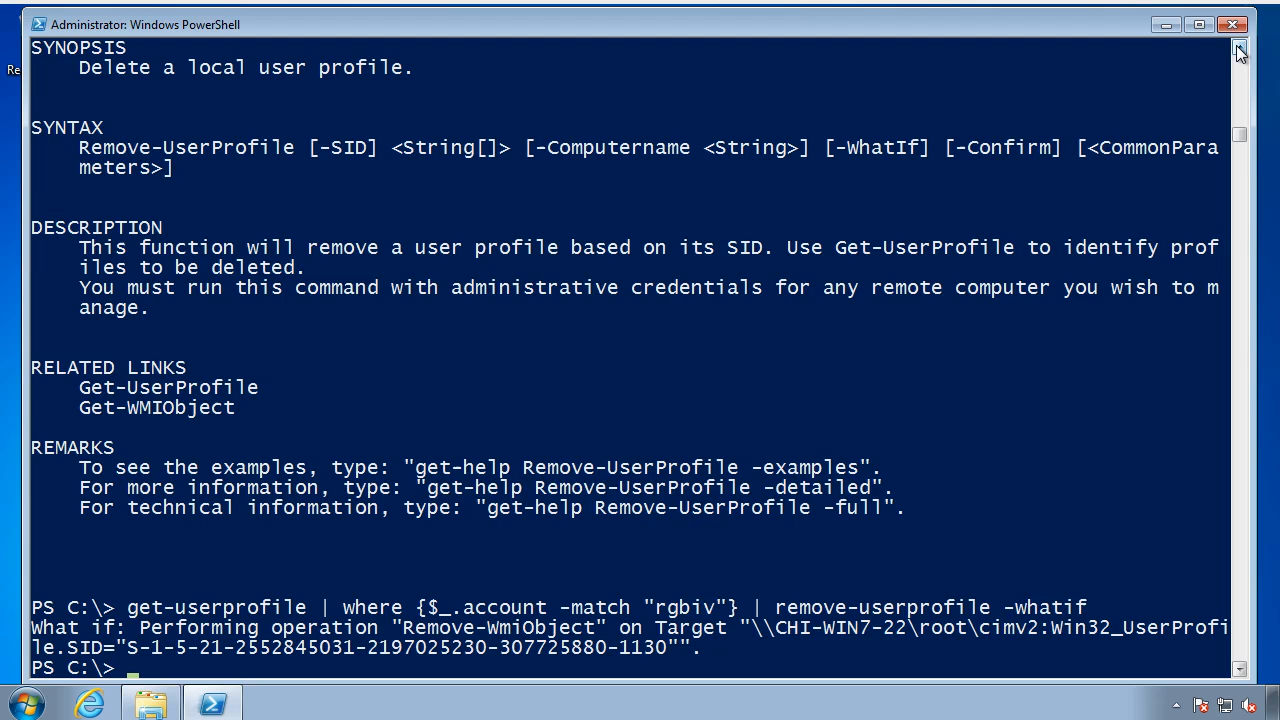 Administrator: Windows PowerShell
Re
SYNOPSIS
Delete a local user profile.
SYNTAX
Remove-UserProfile [-SID] <String[]> [-Computername <String>] [-WhatIf] [-Confirm] [<CommonPara
meters>]
DESCRIPTION
This function will remove a user profile based on its SID. Use Get-UserProfile to identify prof
iles to be deleted.
You must run this command with administrative credentials for any remote computer you wish to m
anage.
RELATED LINKS
Get-UserProfile
Get-WMIObject
REMARKS
To see the examples, type: "get-help Remove-UserProfile -examples".
For more information, type: "get-help Remove-UserProfile -detailed".
For technical information, type: "get-help Remove-UserProfile -full".
PS C:\> get-userprofile | where {$_.account -match "rgbiv"} | remove-userprofile -whatif
What if: Performing operation "Remove-WmiObject" on Target "\\CHI-WIN7-22\root\cimv2:Win32_UserProfi
le.SID="S-1-5-21-2552845031-2197025230-307725880-1130"".
PS C:\>